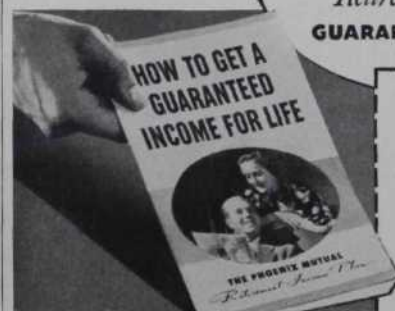 GUARA
HOW TO GET A
GUARANTEED
INCOME FOR LIFE
THE PHOENIX MUTUAL
Retirement Income Plan